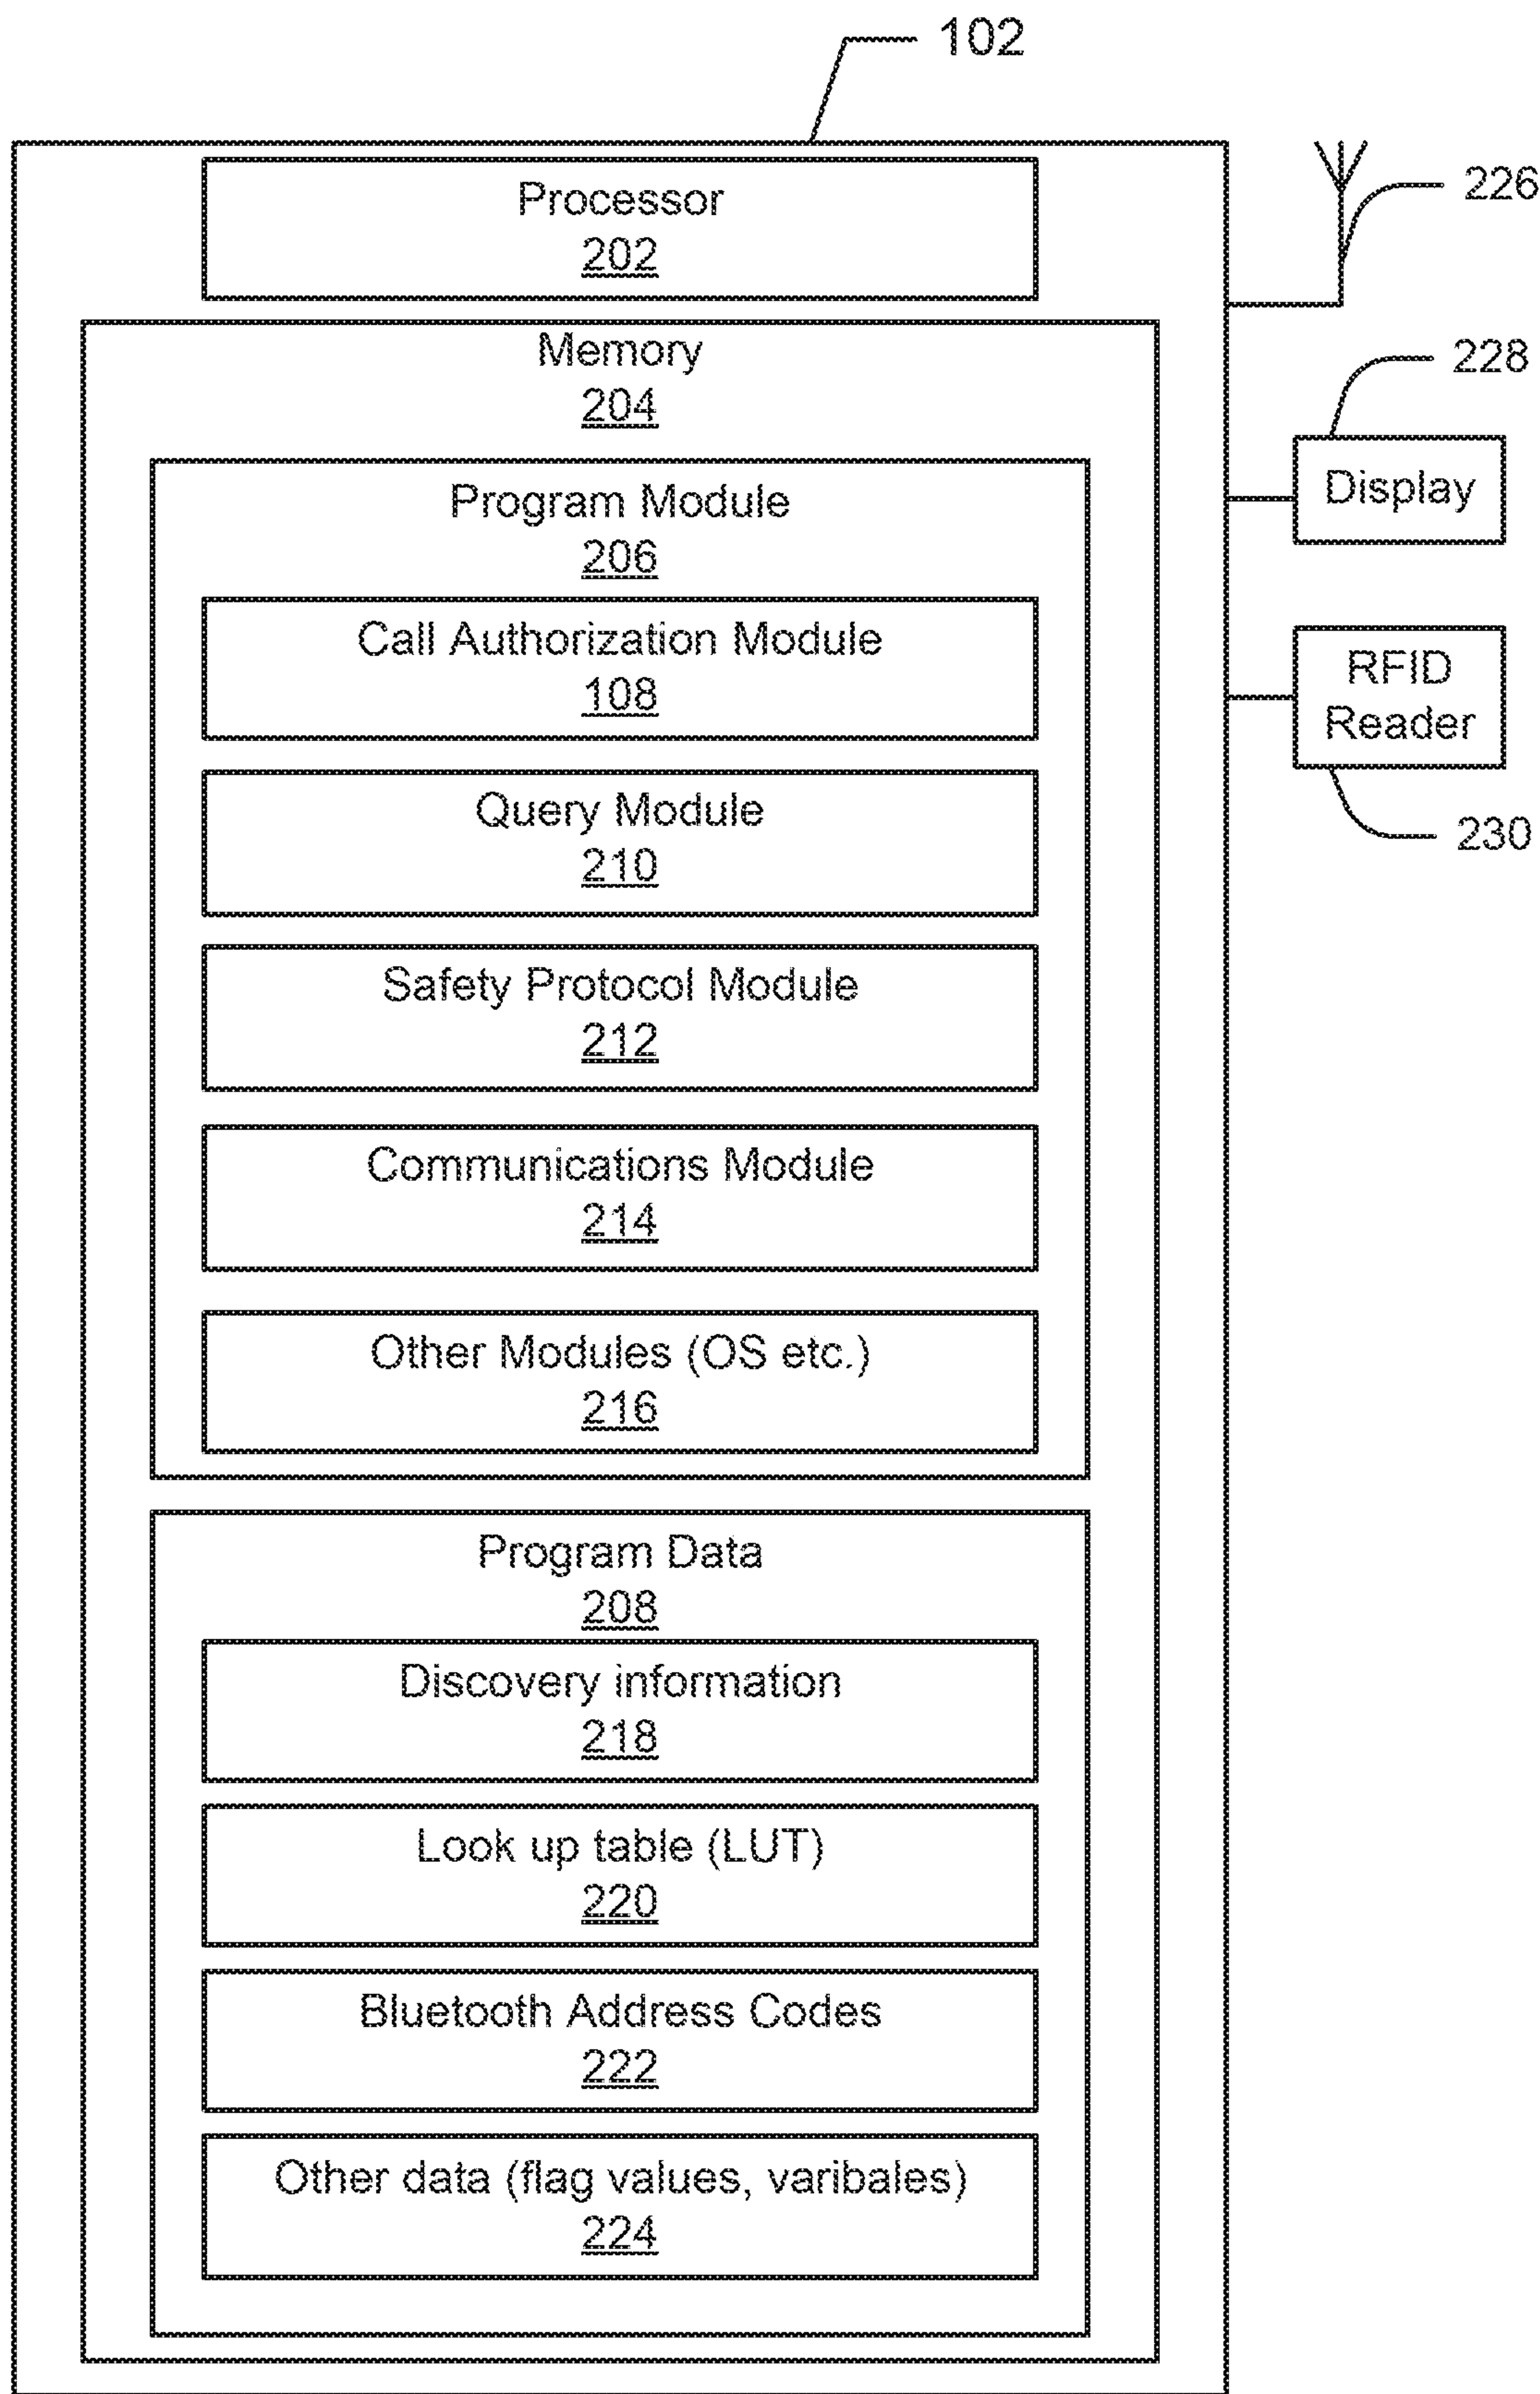 102
Processor
202
226
Memory
204
228
Display
Program Module
206
Call Authorization Module
108
RFID
Reader
230
Query Module
210
Safety Protocol Module
212
Communications Module
214
Other Modules (OS etc.)
216
Program Data
208
Discovery information
218
Look up table (LUT)
220
Bluetooth Address Codes
222
Other data (flag values, varibales)
224